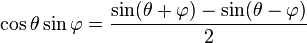 cos θ sin φ = (sin(θ + φ) − sin(θ − φ)) / 2